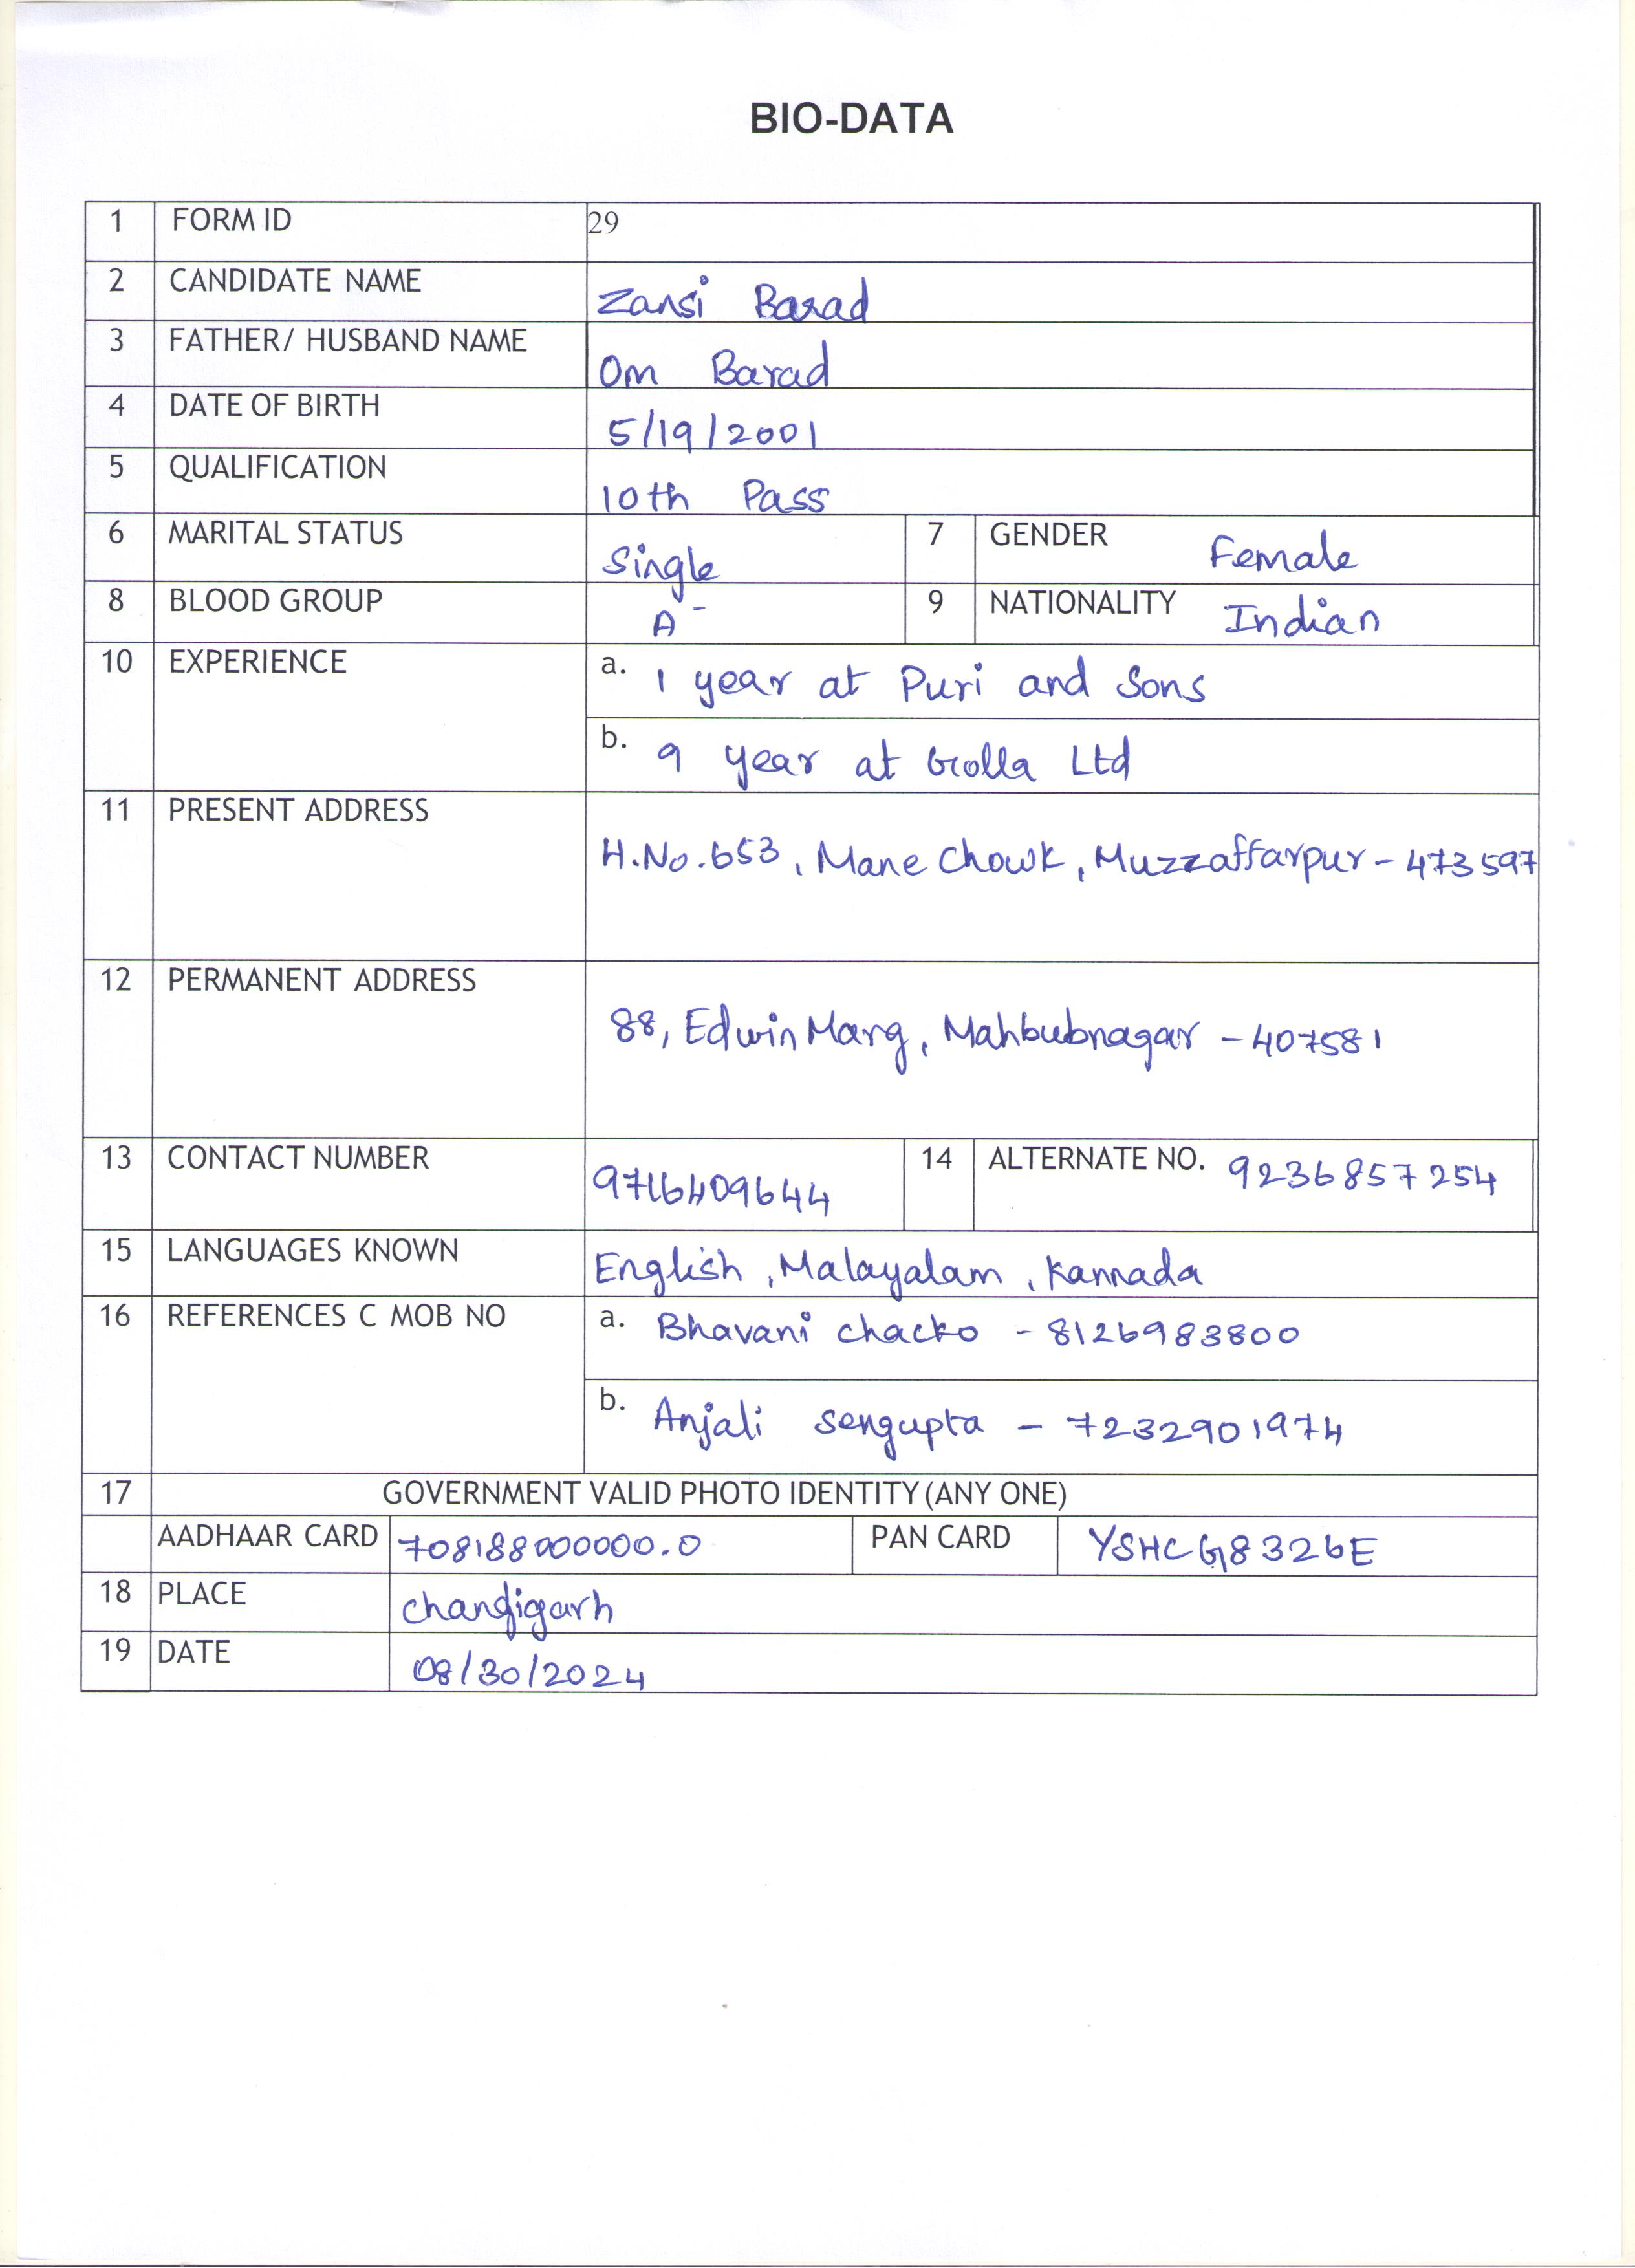 BIO-DATA
1 FORM ID 29
2 CANDIDATE NAME Zansi Barad
3 FATHER/ HUSBAND NAME Om Barad
4 DATE OF BIRTH 5/19/2001
5 QUALIFICATION 10th Pass
6 MARITAL STATUS Single 7 GENDER Female
8 BLOOD GROUP A- 9 NATIONALITY Indian
10 EXPERIENCE a. 1 year at Puri and Sons
b. 9 year at Golla Ltd
11 PRESENT ADDRESS
H.No.653, Mane Chowk, Muzzaffarpur - 473597
12 PERMANENT ADDRESS
88, Edwin Marg, Mahbubnagar - 407581
13 CONTACT NUMBER 9716409644 14 ALTERNATE NO. 9236857254
15 LANGUAGES KNOWN English, Malayalam, Kannada
16 REFERENCES C MOB NO a. Bhavani chacko - 8126983800
b. Anjali sengupta - 7232901974
17 GOVERNMENT VALID PHOTO IDENTITY (ANY ONE)
AADHAAR CARD 708188000000.0 PAN CARD YSHCG8326E
18 PLACE chandigarh
19 DATE 08/30/2024